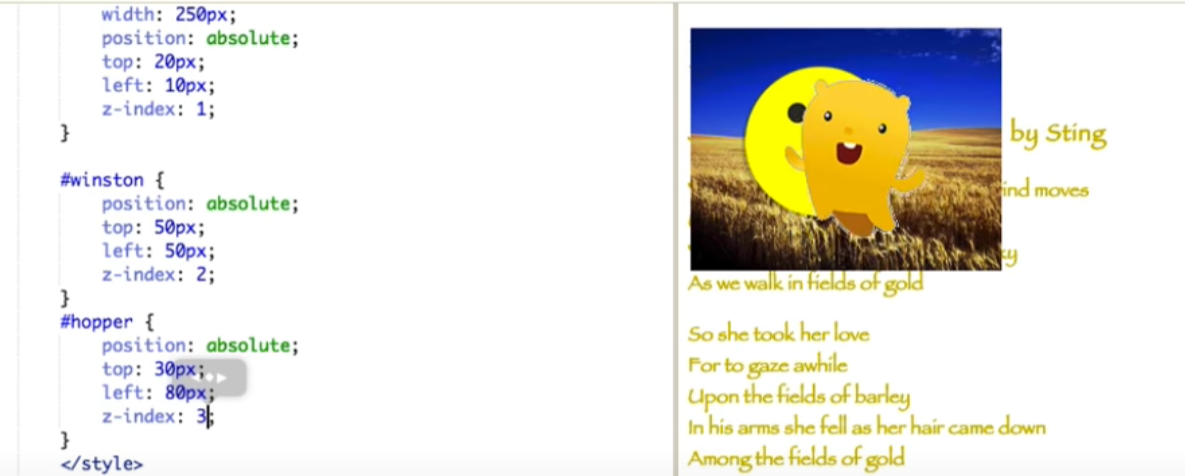 width: 250px;
position: absolute;
top: 20px;
left: 10px;
z-index: 1;
}
#winston {
position: absolute;
top: 50px;
left: 50px;
z-index: 2;
}
#hopper {
position: absolute;
top: 30px;
left: 80px;
z-index: 3;
}
</style>
by Sting
ind moves
ky
As we walk in fields of gold
So she took her love
For to gaze awhile
Upon the fields of barley
In his arms she fell as her hair came down
Among the fields of gold